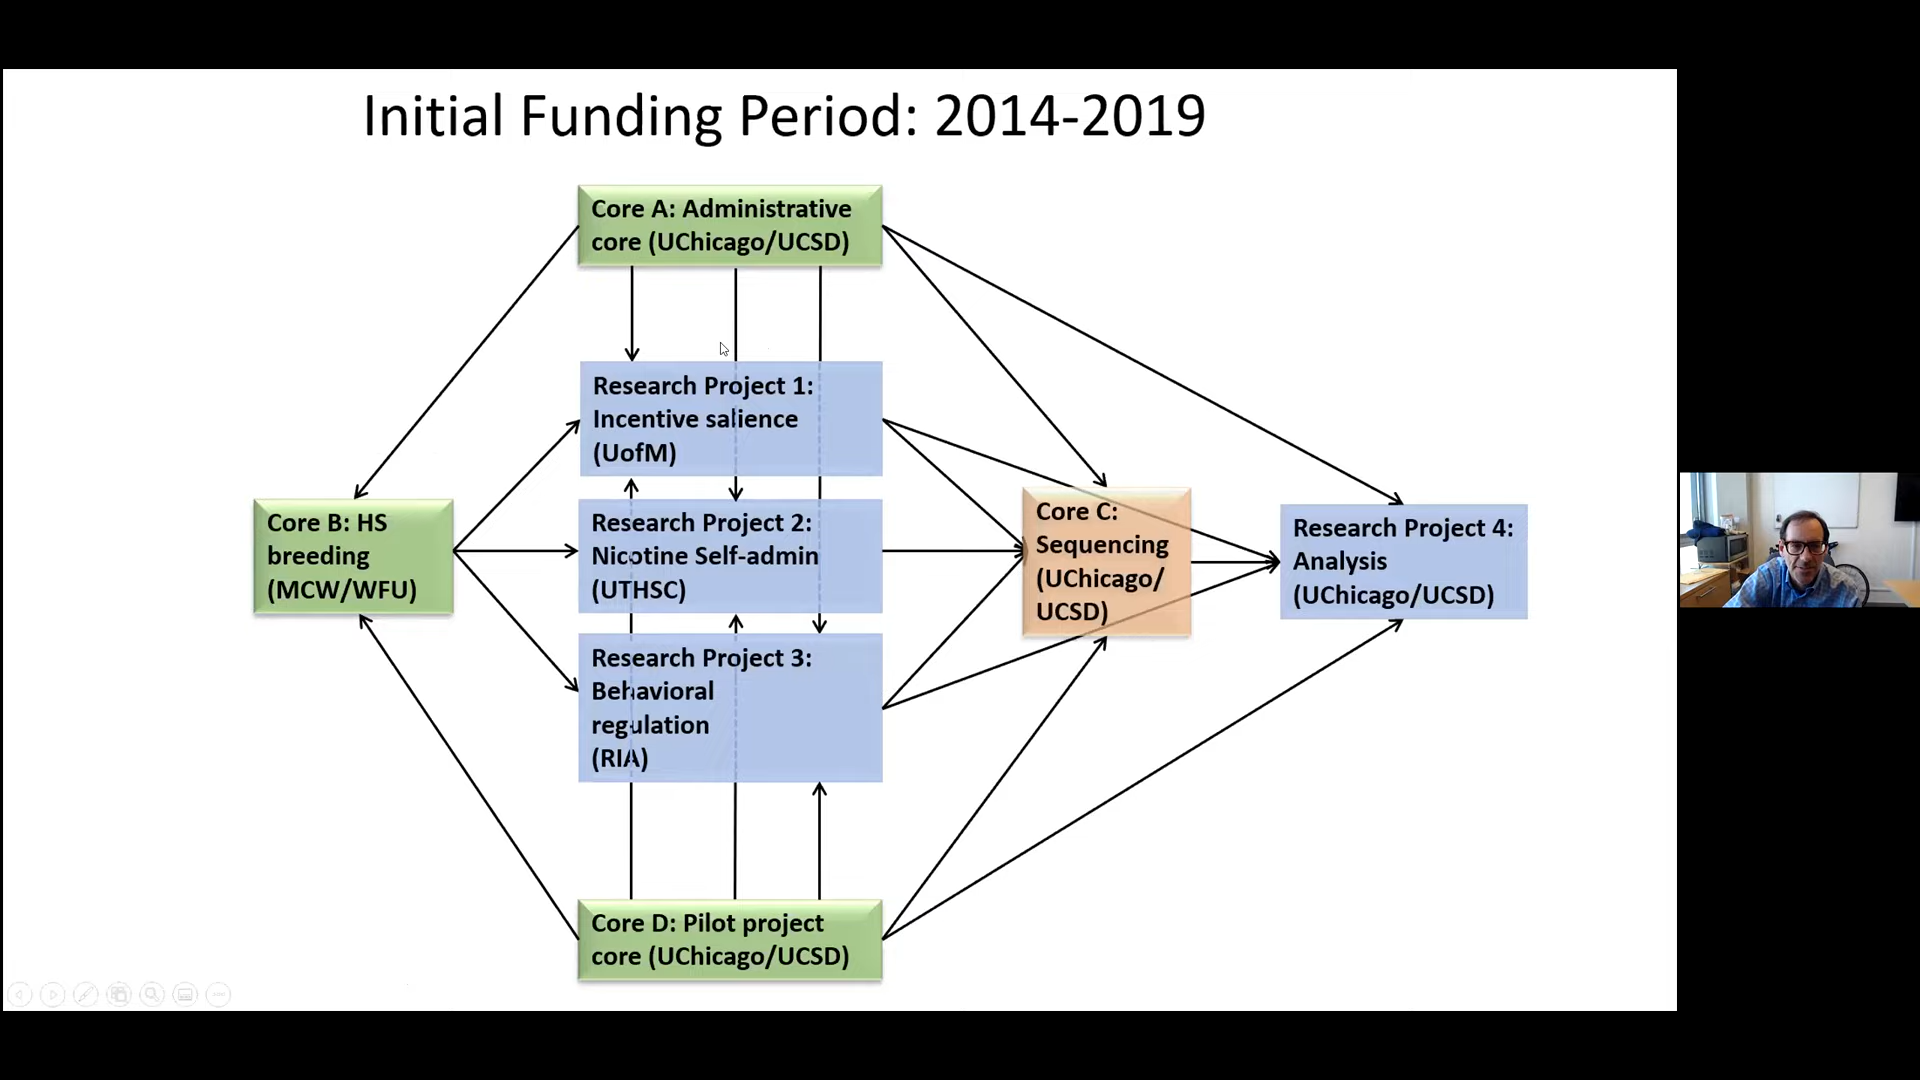 Initial Funding Period: 2014-2019
Core A: Administrative
core (UChicago/UCSD)
Research Project 1:
Incentive salience
(UofM)
Core B: HS
breeding
(MCW/WFU)
Research Project 2:
Nicotine Self-admin
(UTHSC)
Core C:
Sequencing
(UChicago/
UCSD)
Research Project 4:
Analysis
(UChicago/UCSD)
Research Project 3:
Behavioral
regulation
(RIA)
Core D: Pilot project
core (UChicago/UCSD)